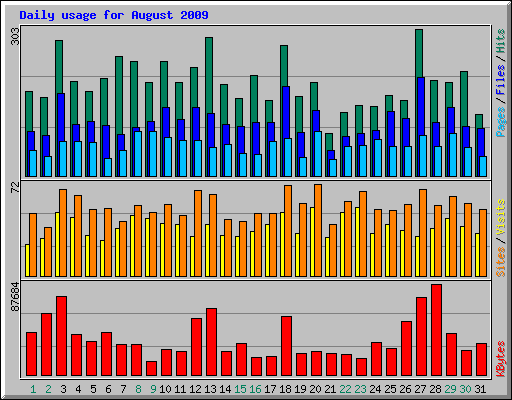 Daily usage for August 2009
303
Pages / Files / Hits
72
Sites / Visits
87684
KBytes
1 2 3 4 5 6 7 8 9 10 11 12 13 14 15 16 17 18 19 20 21 22 23 24 25 26 27 28 29 30 31